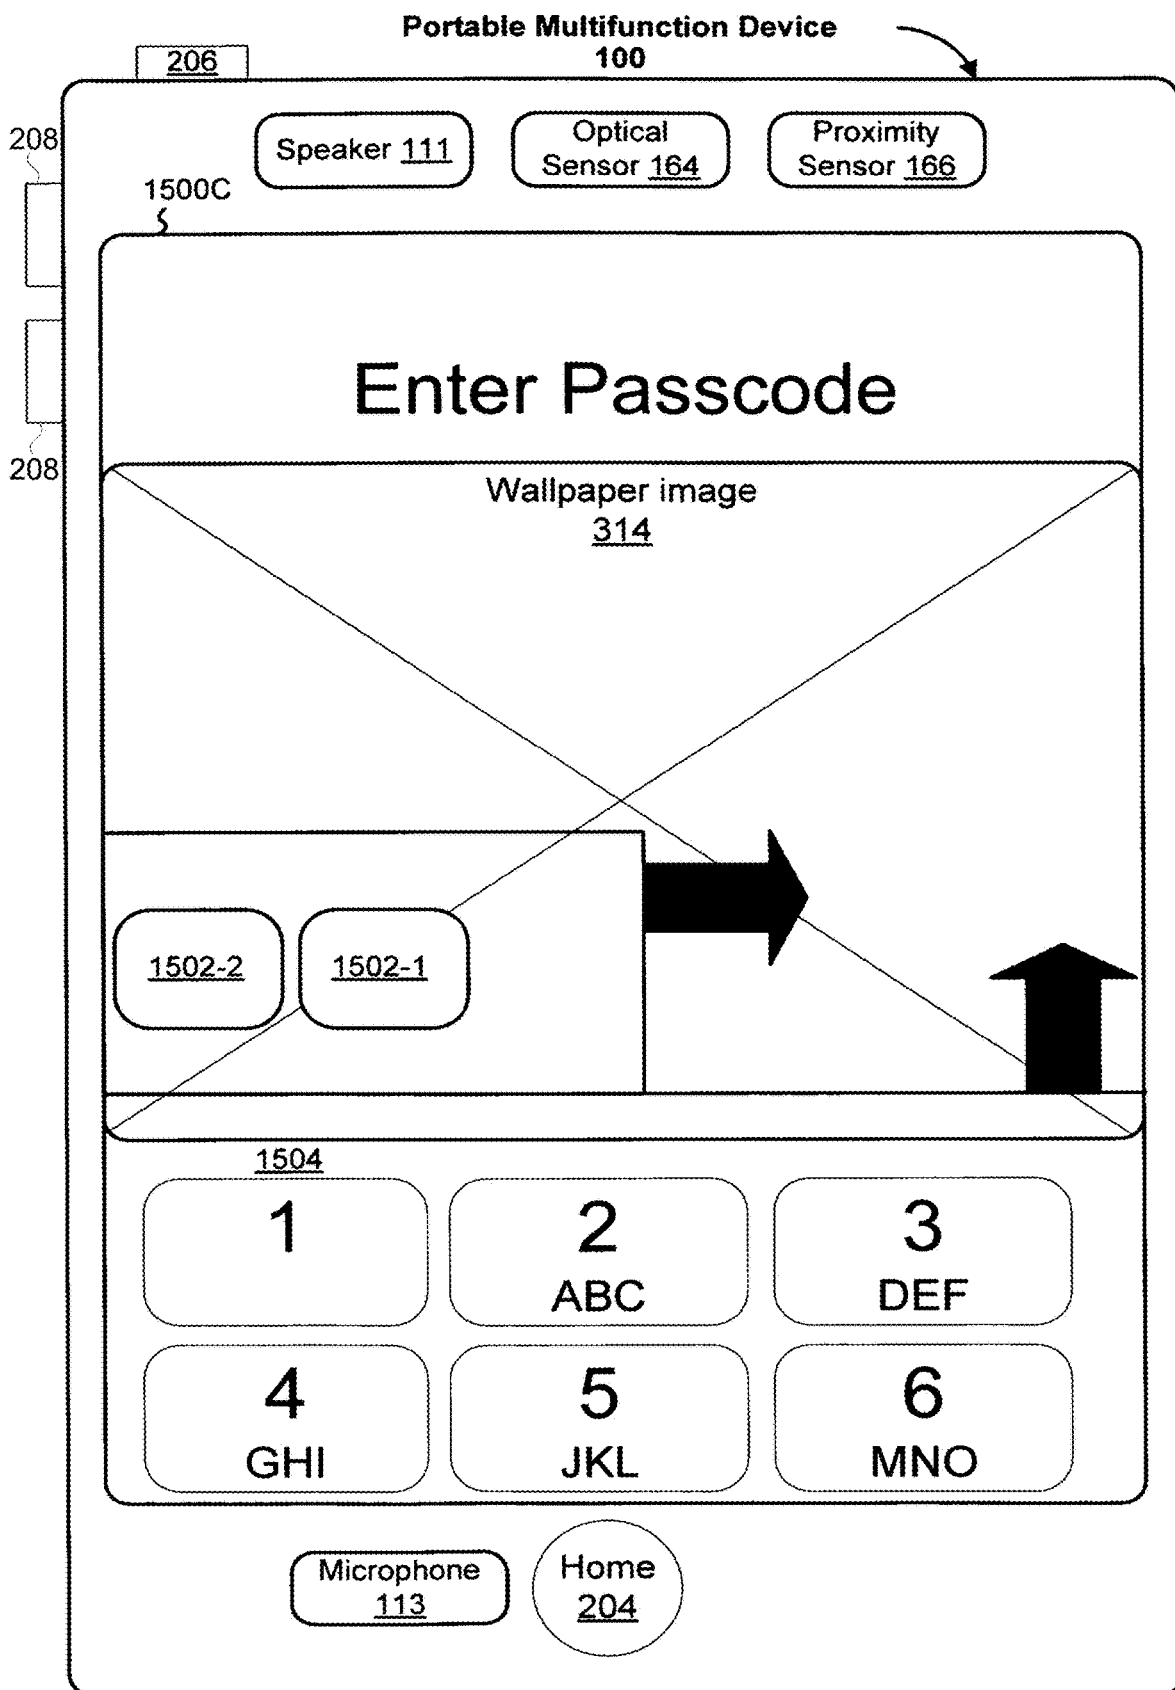 Portable Multifunction Device
100
206
208
Speaker 111
Optical
Sensor 164
Proximity
Sensor 166
1500C
Enter Passcode
208
Wallpaper image
314
1502-2
1502-1
1504
1
2
ABC
3
DEF
4
GHI
5
JKL
6
MNO
Microphone
113
Home
204